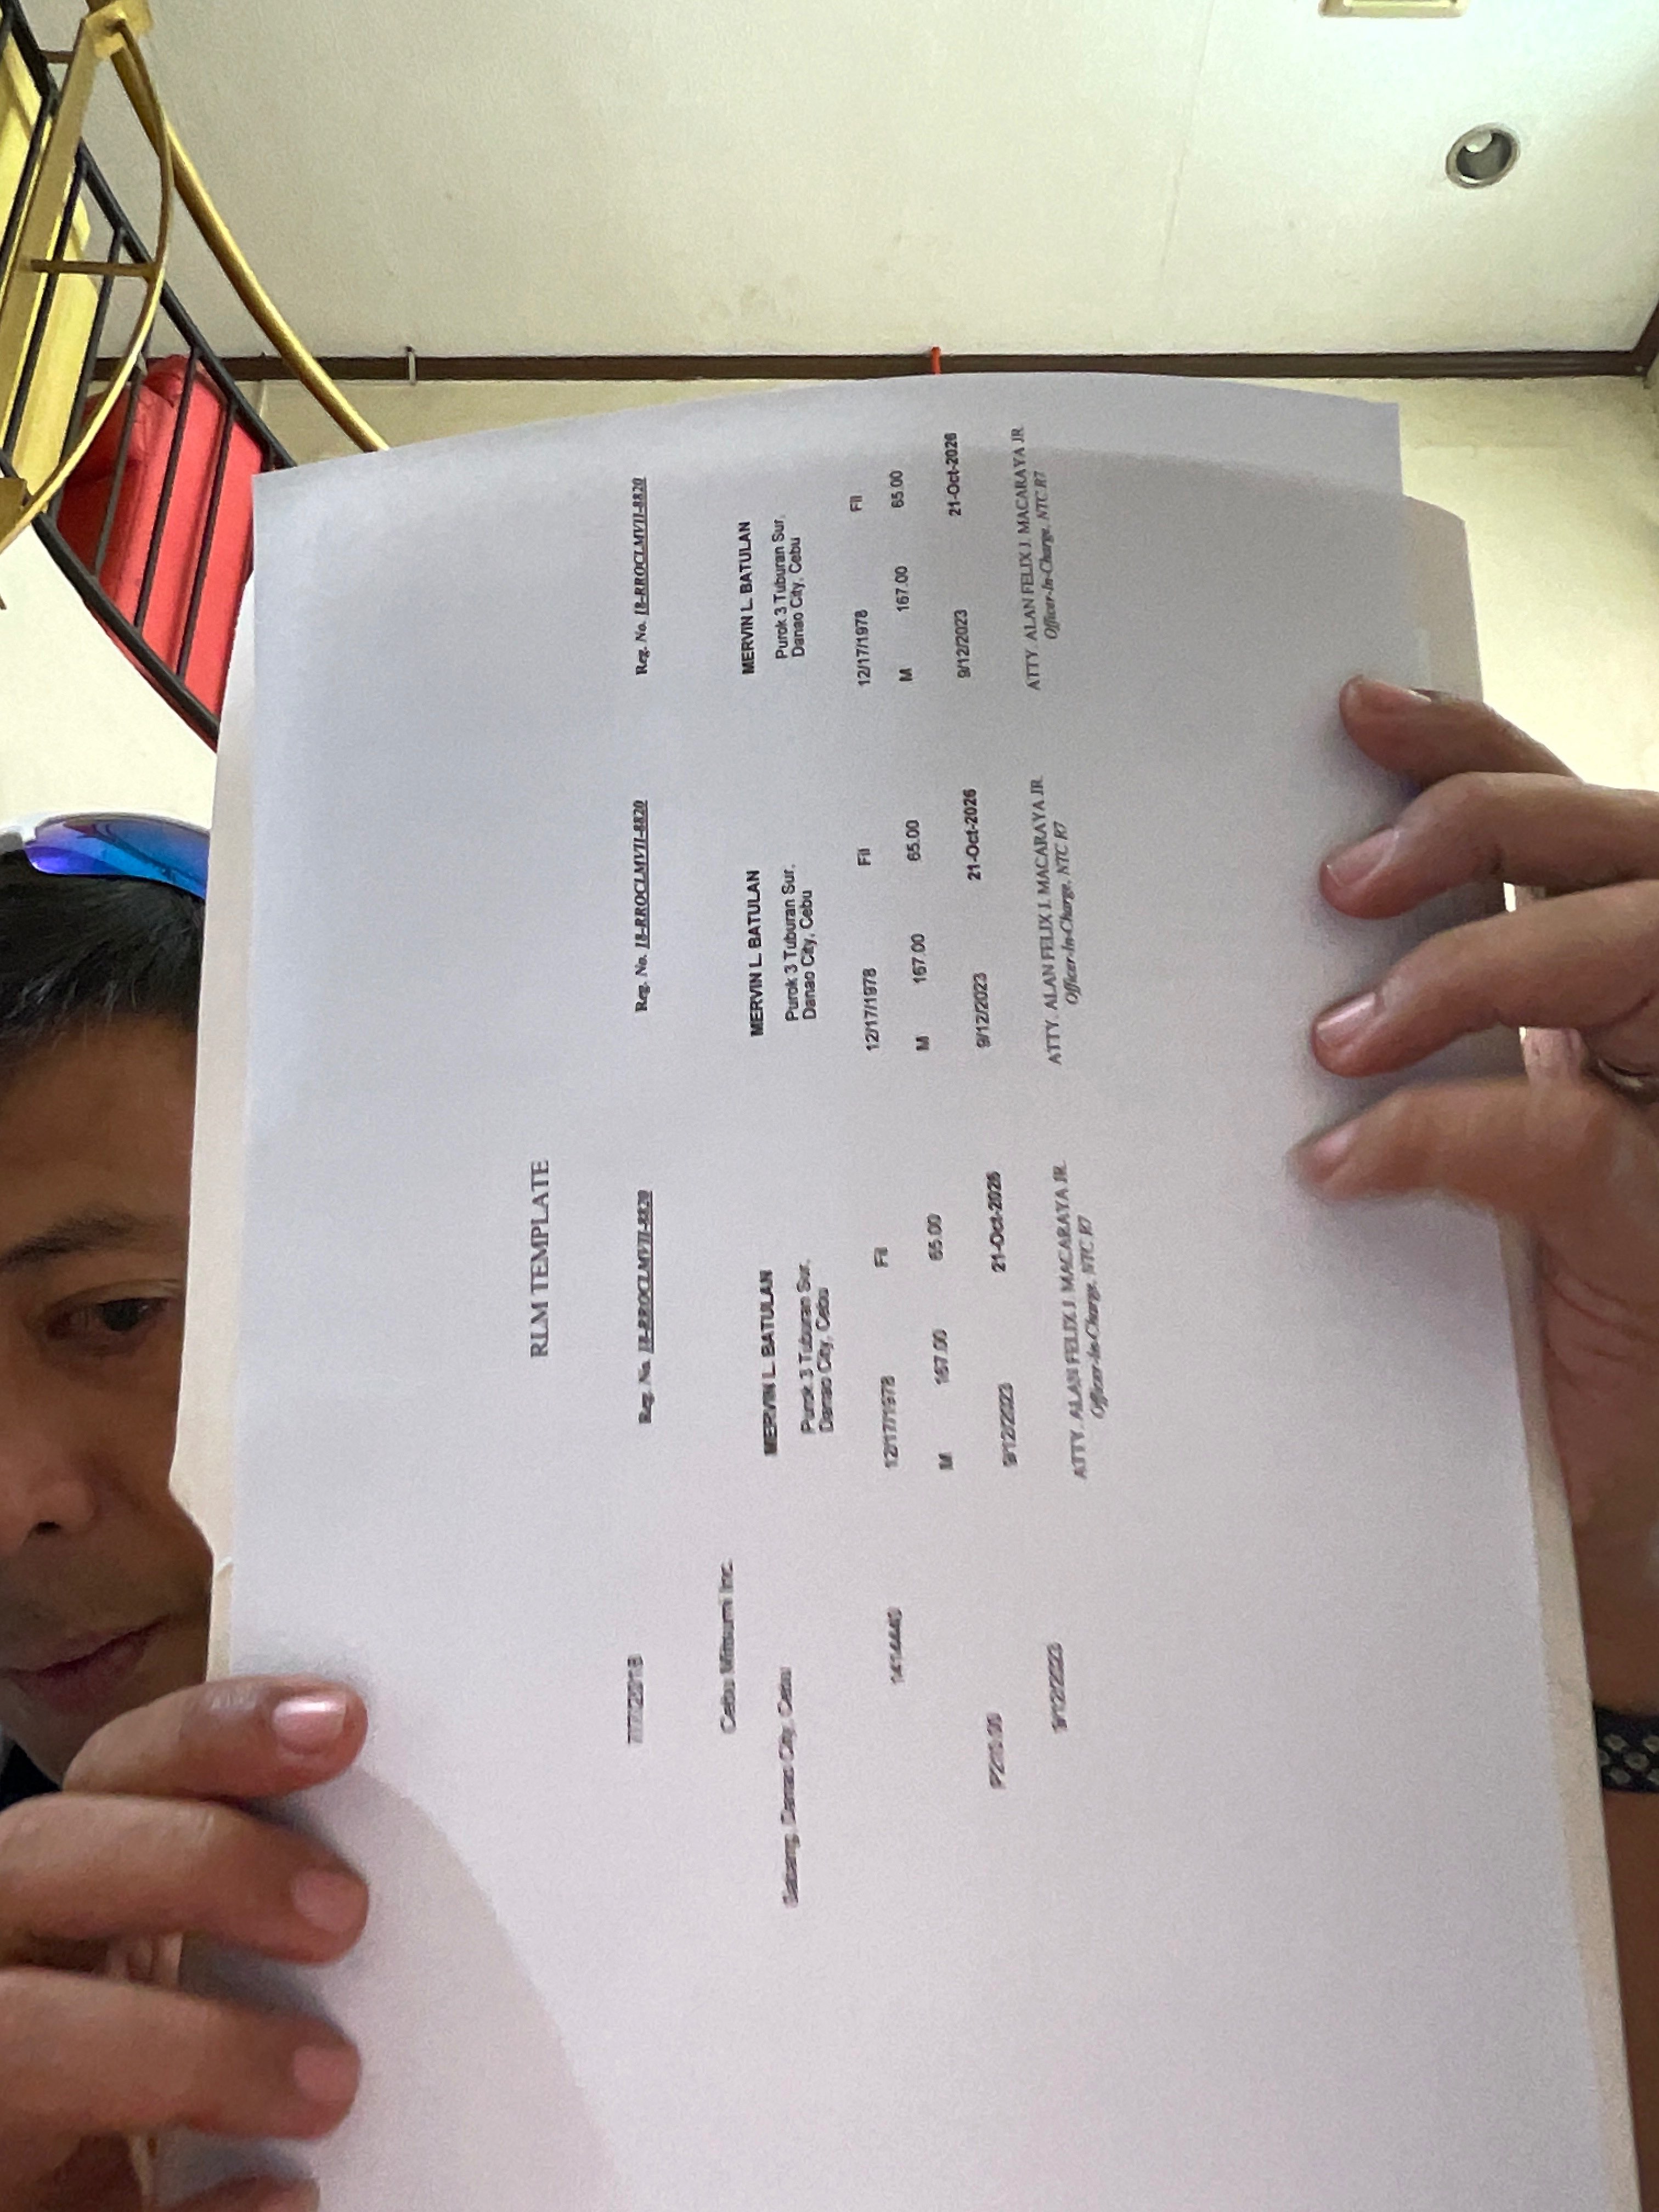 RLM TEMPLATE
7/7/2018
Cebu Mitsumi Inc.
Danao City, Cebu
P210.00
9/12/2023
Reg. No. 18-RROCLMVII-8820
MERVIN L. BATULAN
Purok 3 Tuburan Sur,
Danao City, Cebu
12/17/1978 Fil
M 167.00 65.00
9/12/2023 21-Oct-2026
ATTY. ALAN FELIX J. MACARAYA JR.
Officer-In-Charge, NTC R7
Reg. No. 18-RROCLMVII-8820
MERVIN L. BATULAN
Purok 3 Tuburan Sur,
Danao City, Cebu
12/17/1978 Fil
M 167.00 65.00
9/12/2023 21-Oct-2026
ATTY. ALAN FELIX J. MACARAYA JR
Officer-In-Charge, NTC R7
Reg. No. 18-RROCLMVII-8820
MERVIN L. BATULAN
Purok 3 Tuburan Sur,
Danao City, Cebu
12/17/1978 Fil
M 167.00 65.00
9/12/2023 21-Oct-2026
ATTY. ALAN FELIX J. MACARAYA JR
Officer-In-Charge, NTC R7